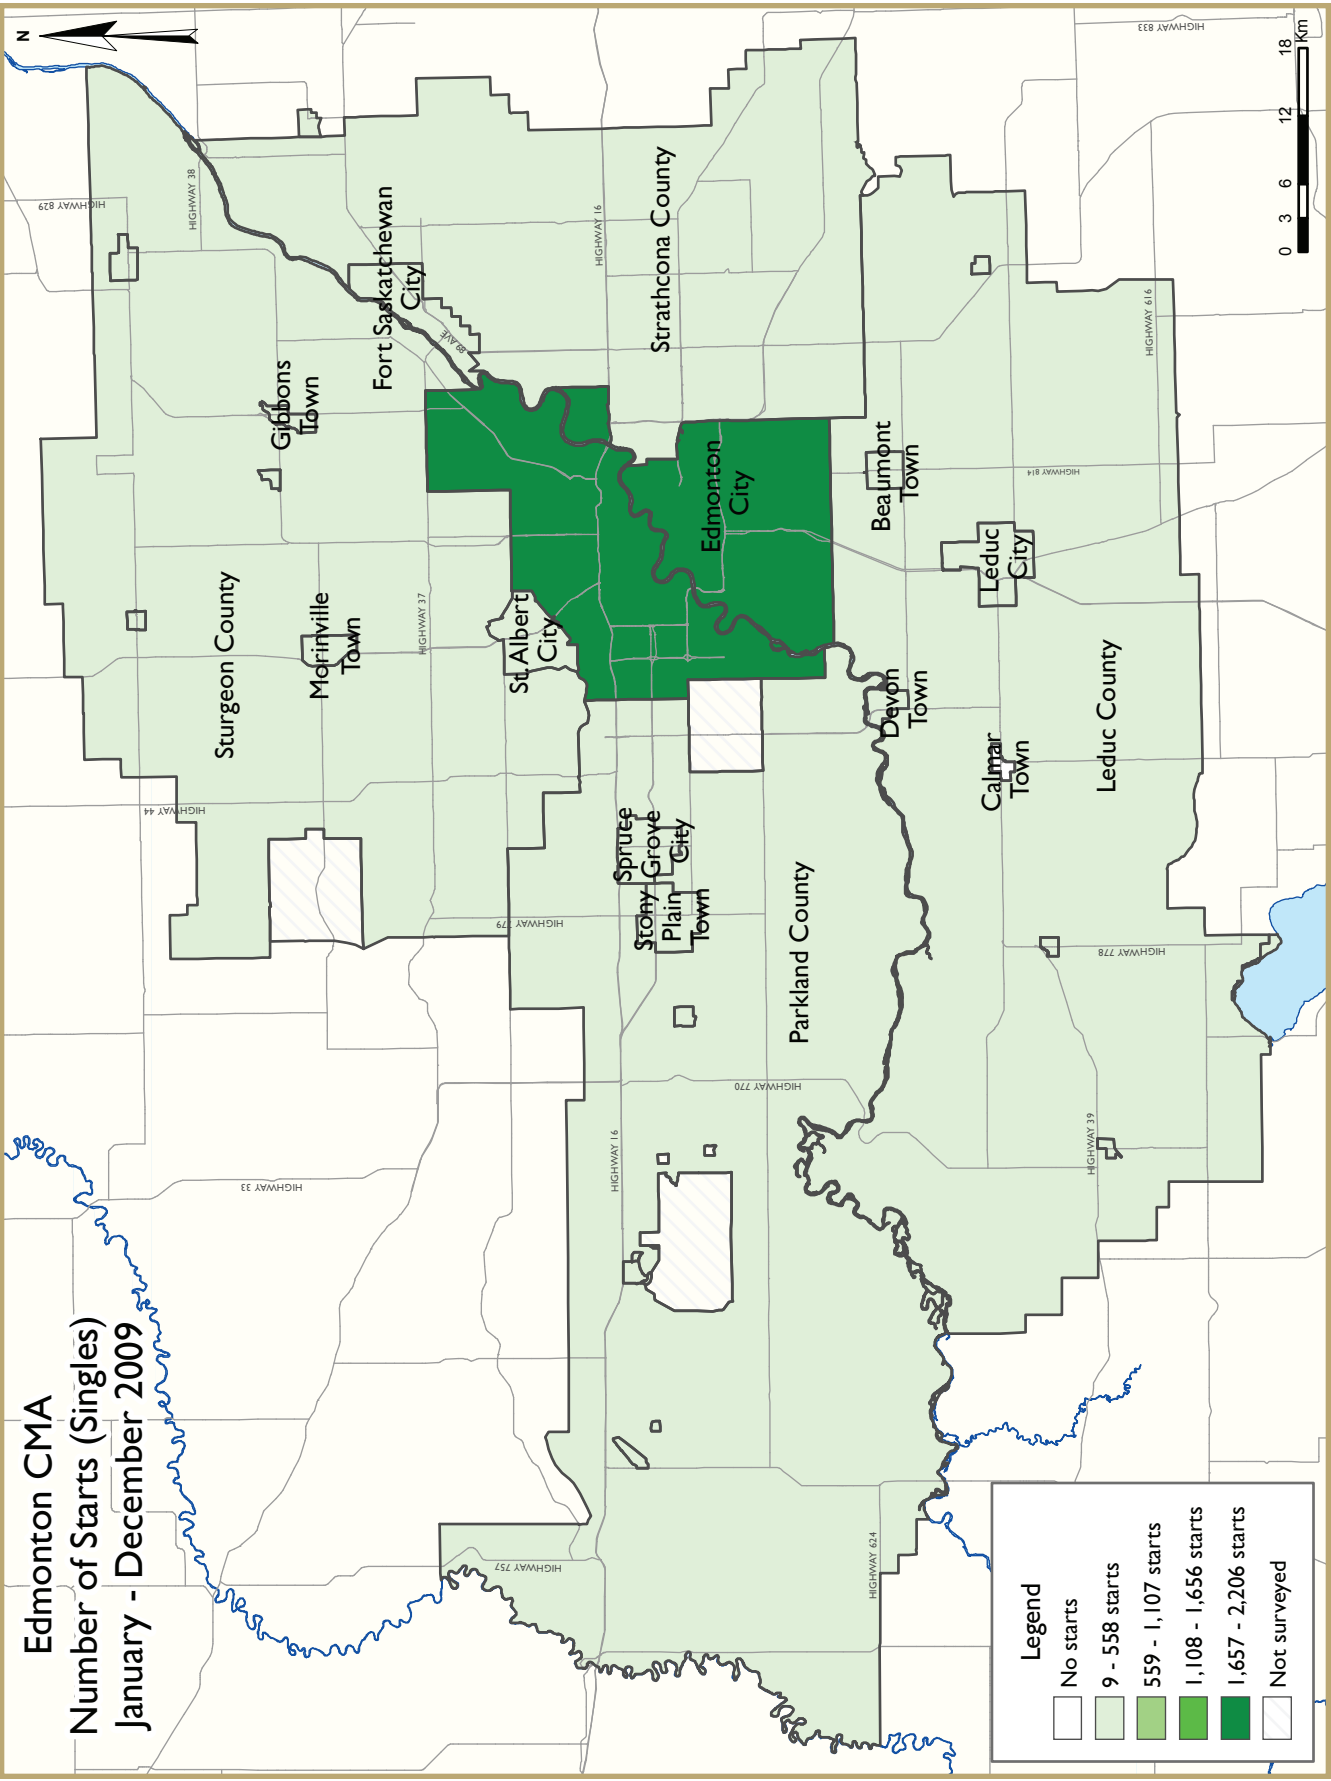 Edmonton CMA
Number of Starts (Singles)
January - December 2009
N
HIGHWAY 829
HIGHWAY 38
HIGHWAY 833
Fort Saskatchewan
City
89 AVE
HIGHWAY 16
Strathcona County
Gibbons
Town
Sturgeon County
Morinville
Town
HIGHWAY 37
St. Albert
City
Edmonton
City
Beaumont
Town
HIGHWAY 814
HIGHWAY 616
Leduc
City
HIGHWAY 44
HIGHWAY 779
Spruce
Grove
City
Stony
Plain
Town
Parkland County
Devon
Town
Calmar
Town
Leduc County
HIGHWAY 778
HIGHWAY 770
HIGHWAY 39
HIGHWAY 16
HIGHWAY 33
HIGHWAY 757
HIGHWAY 624
0 3 6 12 18
Km
Legend
No starts
9 - 558 starts
559 - 1,107 starts
1,108 - 1,656 starts
1,657 - 2,206 starts
Not surveyed